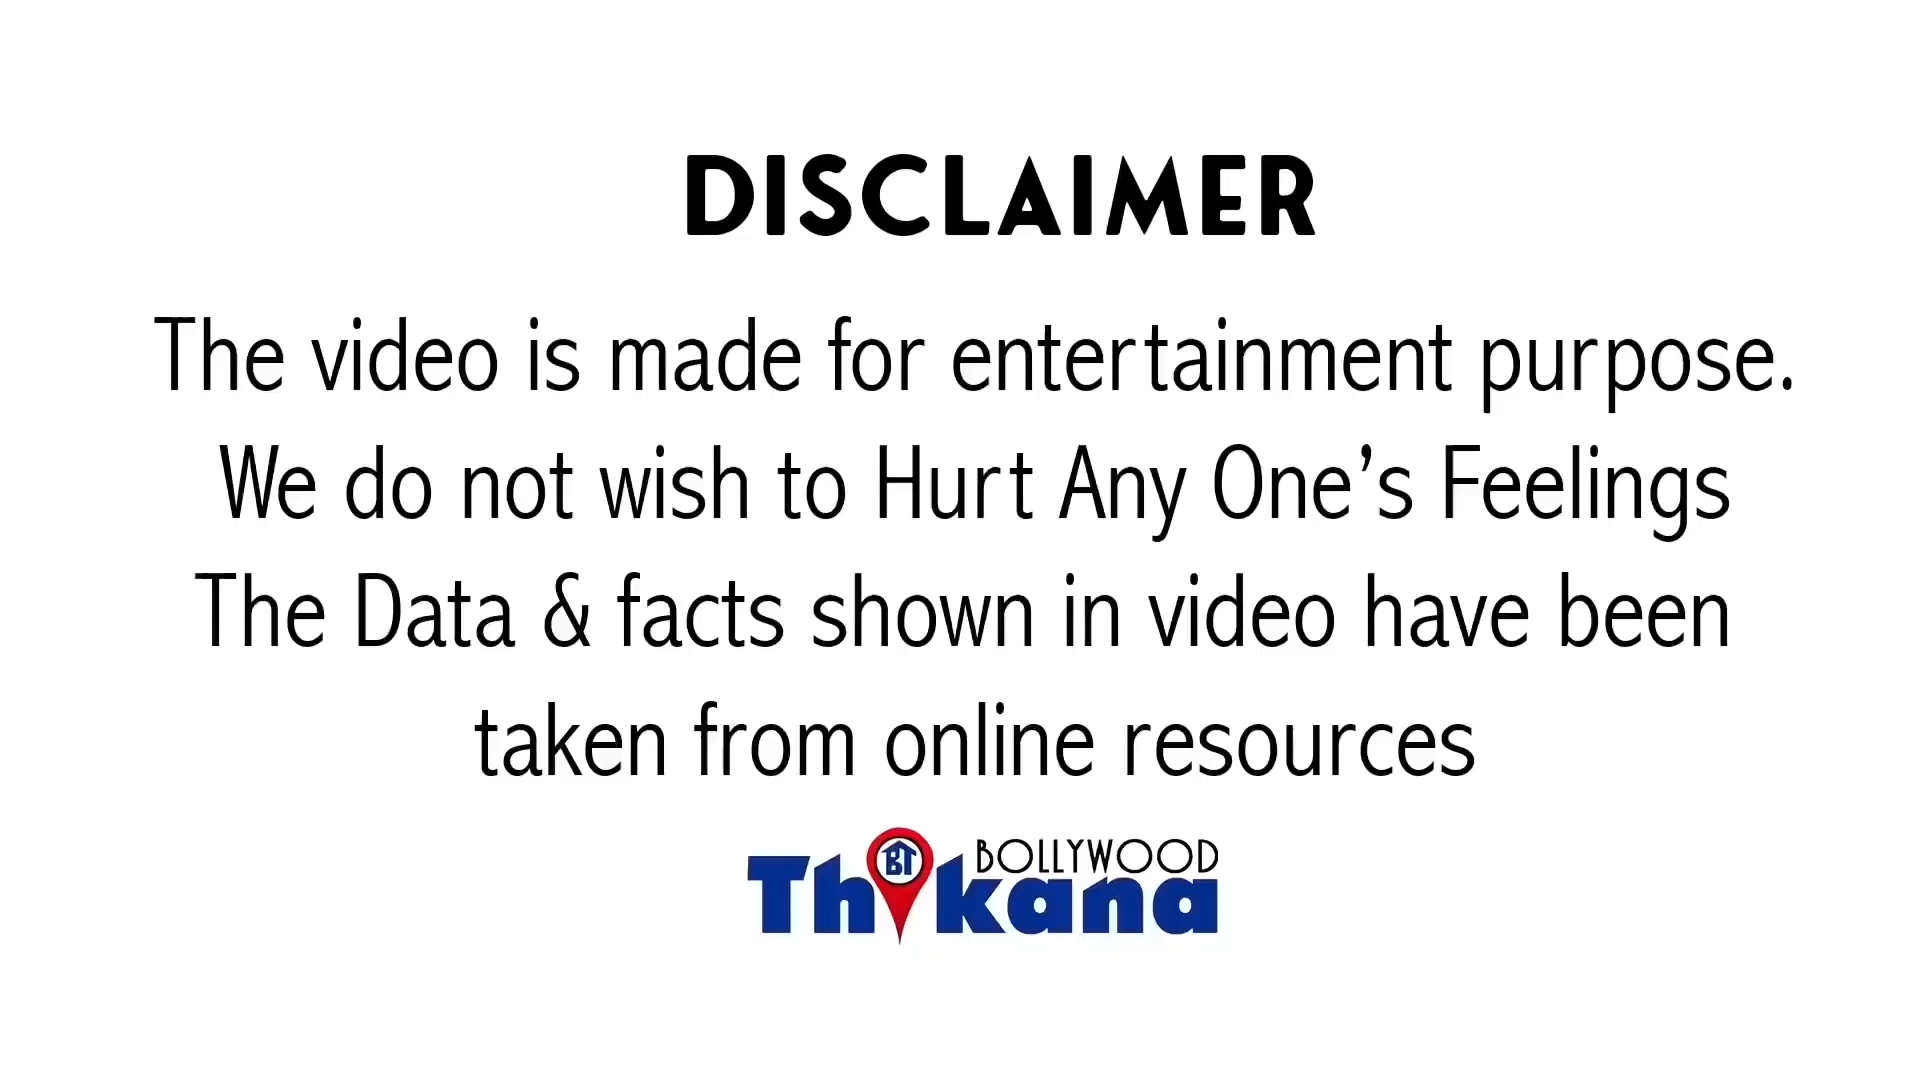 DISCLAIMER
The video is made for entertainment purpose.
We do not wish to Hurt Any One’s Feelings
The Data & facts shown in video have been
taken from online resources
BT
BOLLYWOOD
Thikana